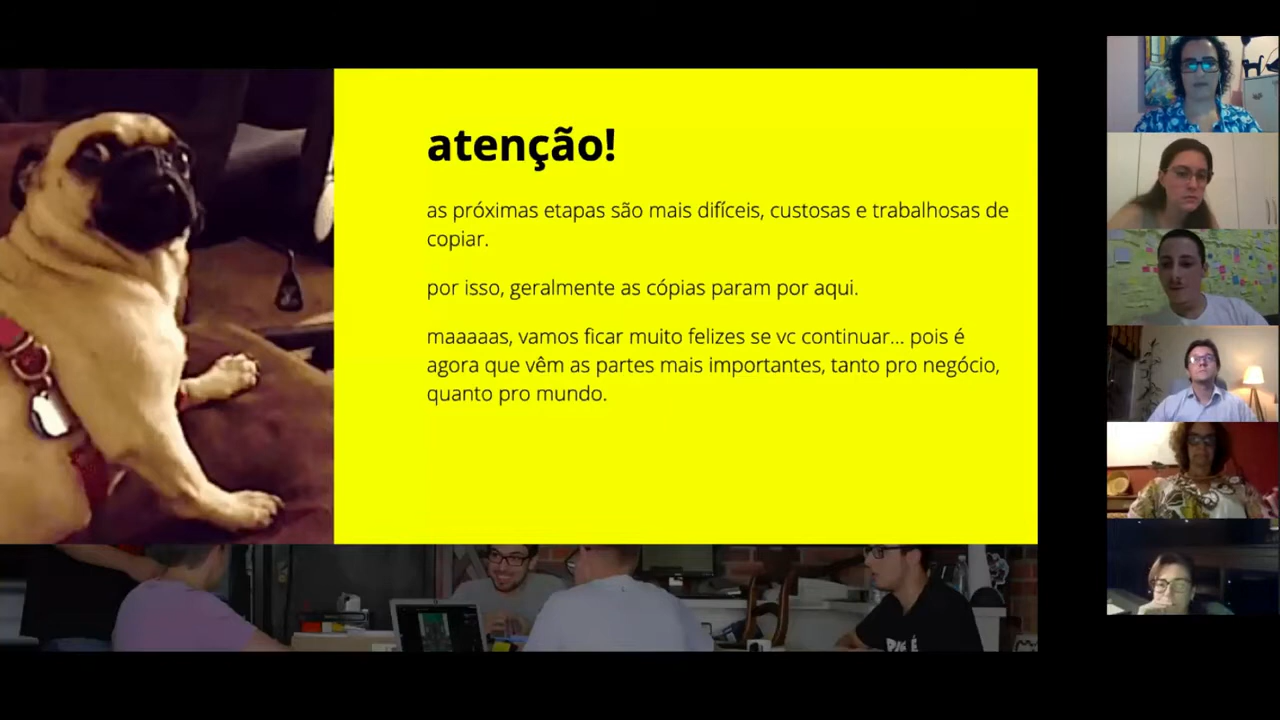 atenção!
as próximas etapas são mais difíceis, custosas e trabalhosas de
copiar.
por isso, geralmente as cópias param por aqui.
maaaaas, vamos ficar muito felizes se vc continuar... pois é
agora que vêm as partes mais importantes, tanto pro negócio,
quanto pro mundo.